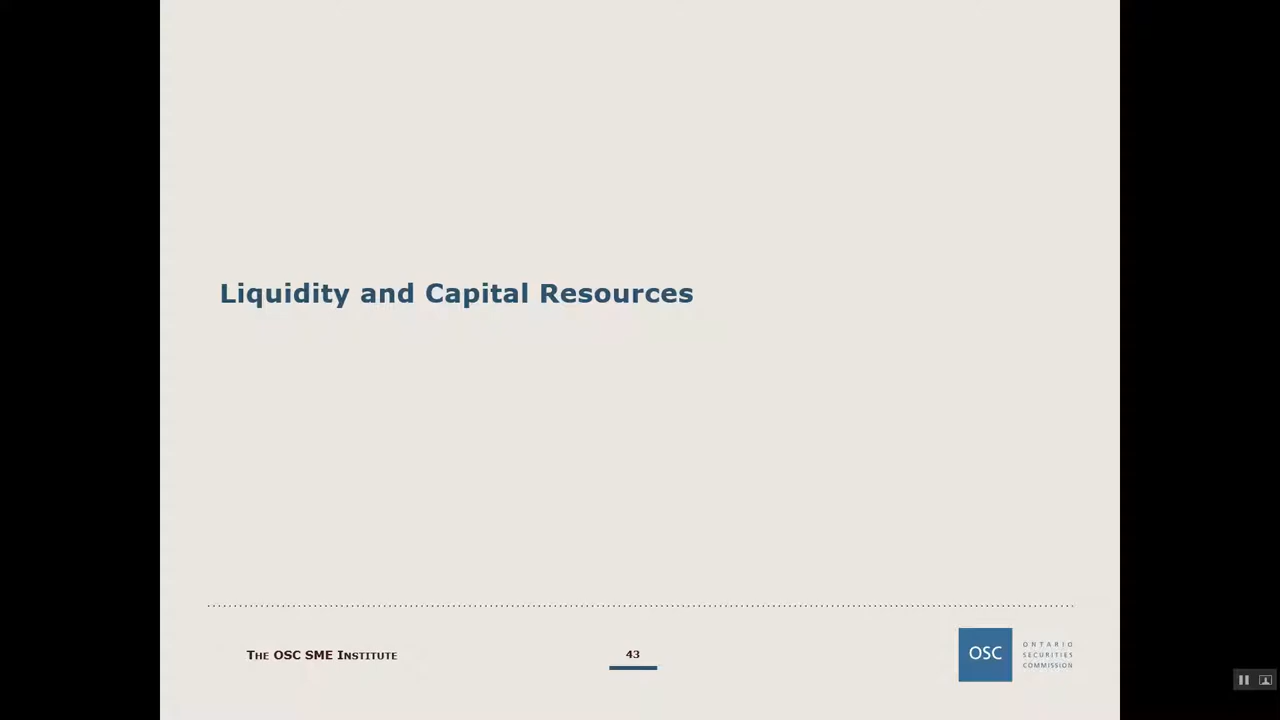 Liquidity and Capital Resources
THE OSC SME INSTITUTE
43
OSC
ONTARIO
SECURITIES
COMMISSION